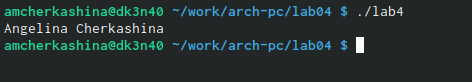 amcherkashina@dk3n40 ~/work/arch-pc/lab04 $ ./lab4
Angelina Cherkashina
amcherkashina@dk3n40 ~/work/arch-pc/lab04 $